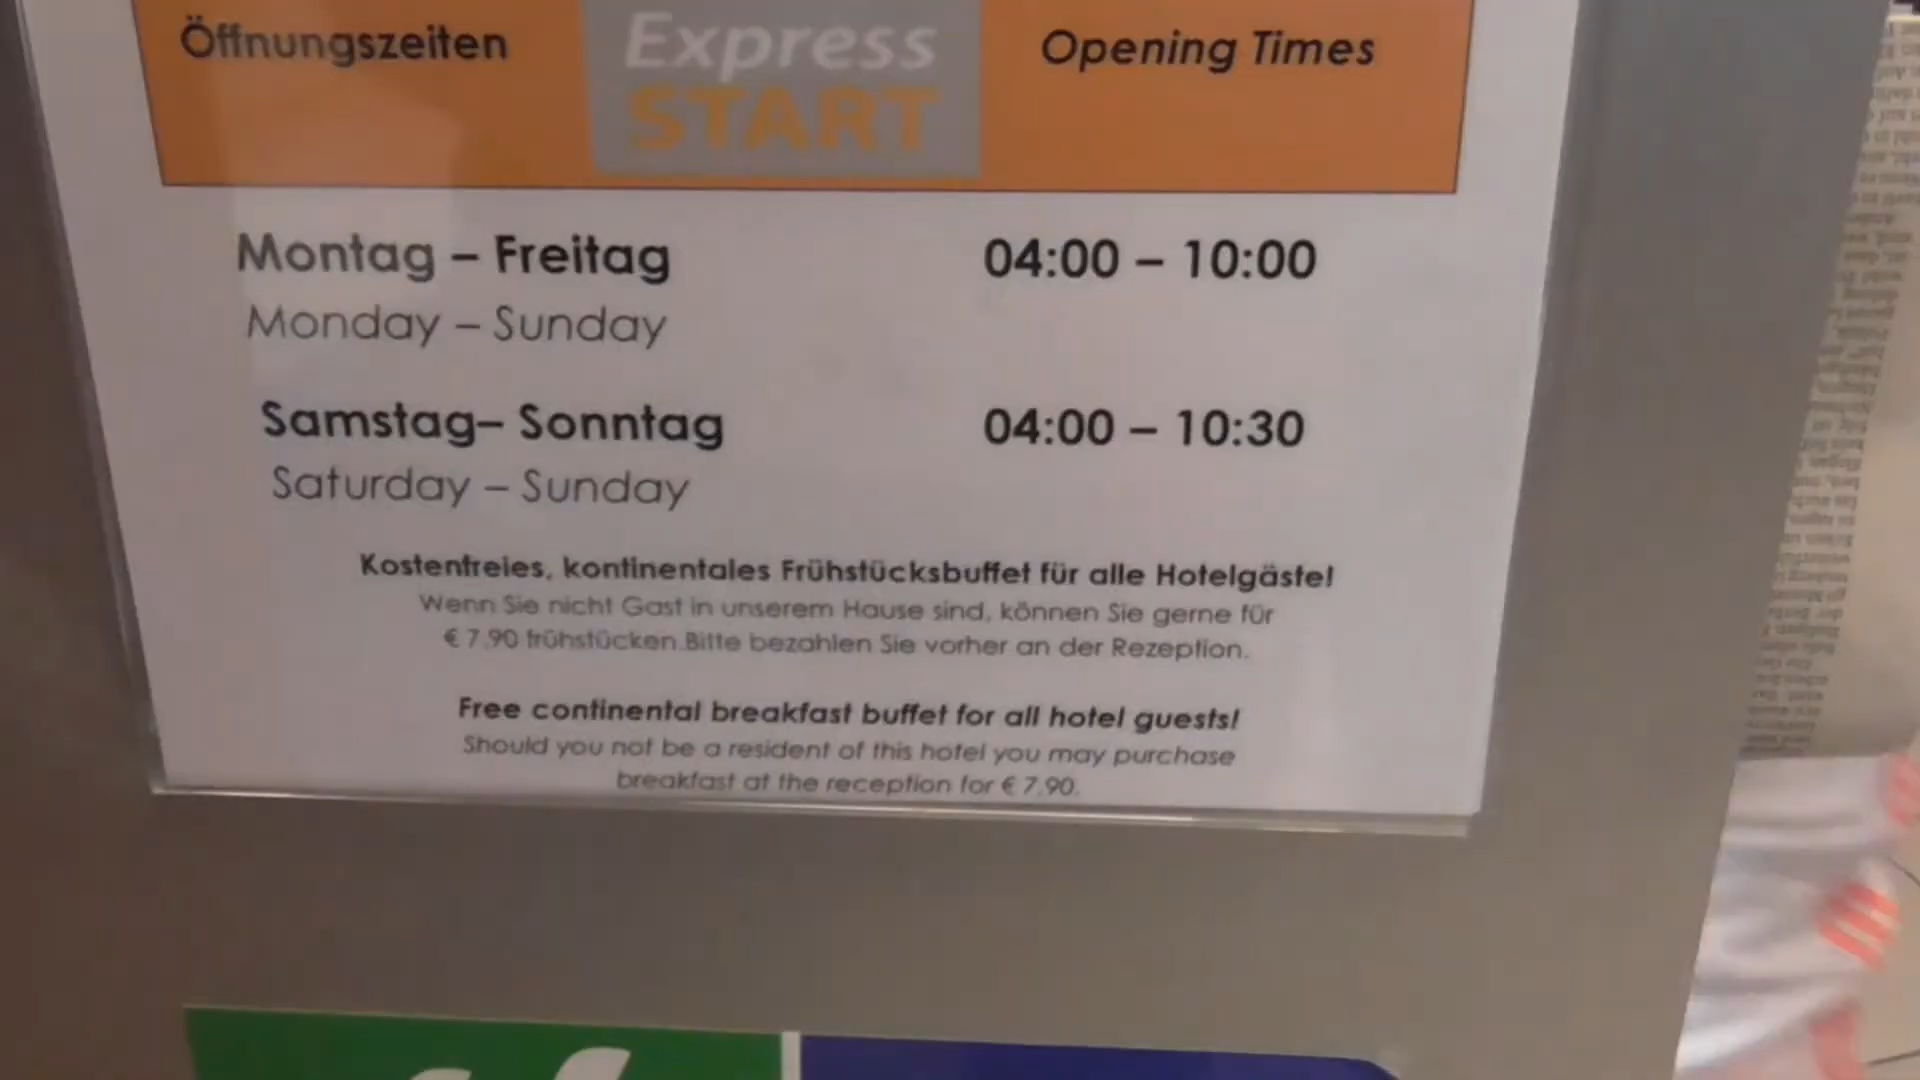 Öffnungszeiten
Express
START
Opening Times
Montag – Freitag 04:00 – 10:00
Monday – Sunday
Samstag– Sonntag 04:00 – 10:30
Saturday – Sunday
Kostenfreies, kontinentales Frühstücksbuffet für alle Hotelgäste!
Wenn Sie nicht Gast in unserem Hause sind, können Sie gerne für
€ 7.90 frühstücken.Bitte bezahlen Sie vorher an der Rezeption.
Free continental breakfast buffet for all hotel guests!
Should you not be a resident of this hotel you may purchase
breakfast at the reception for € 7.90.